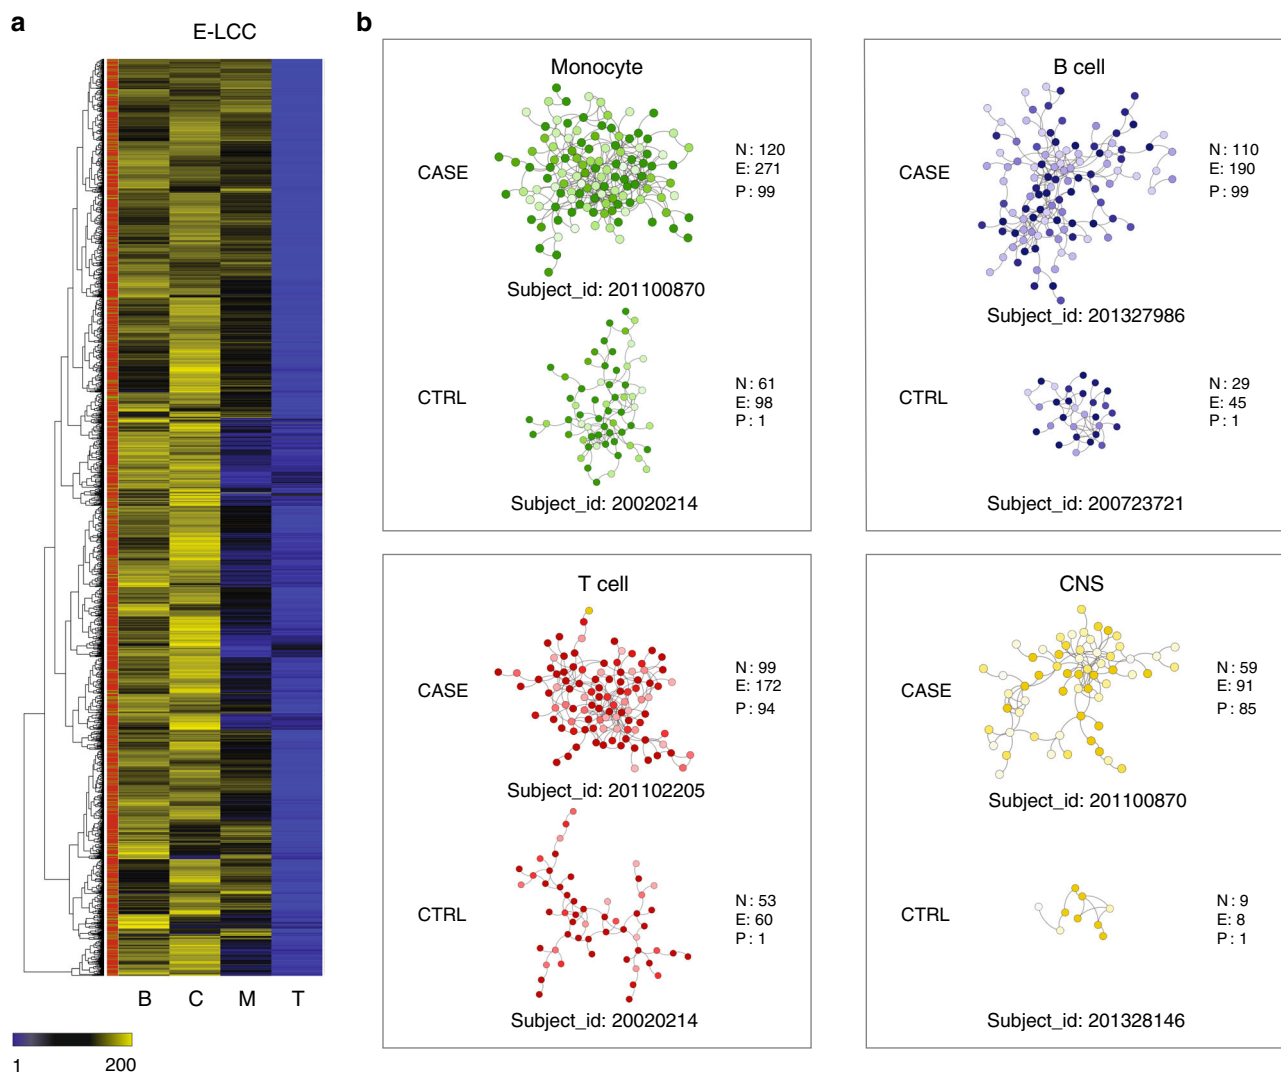 a
E-LCC
B C M T
1 200
b
Monocyte
CASE
N : 120
E: 271
P : 99
Subject_id: 201100870
CTRL
N : 61
E: 98
P : 1
Subject_id: 20020214
B cell
CASE
N : 110
E : 190
P : 99
Subject_id: 201327986
CTRL
N : 29
E : 45
P : 1
Subject_id: 200723721
T cell
CASE
N : 99
E : 172
P : 94
Subject_id: 201102205
CTRL
N : 53
E : 60
P : 1
Subject_id: 20020214
CNS
CASE
N : 59
E : 91
P : 85
Subject_id: 201100870
CTRL
N : 9
E : 8
P : 1
Subject_id: 201328146